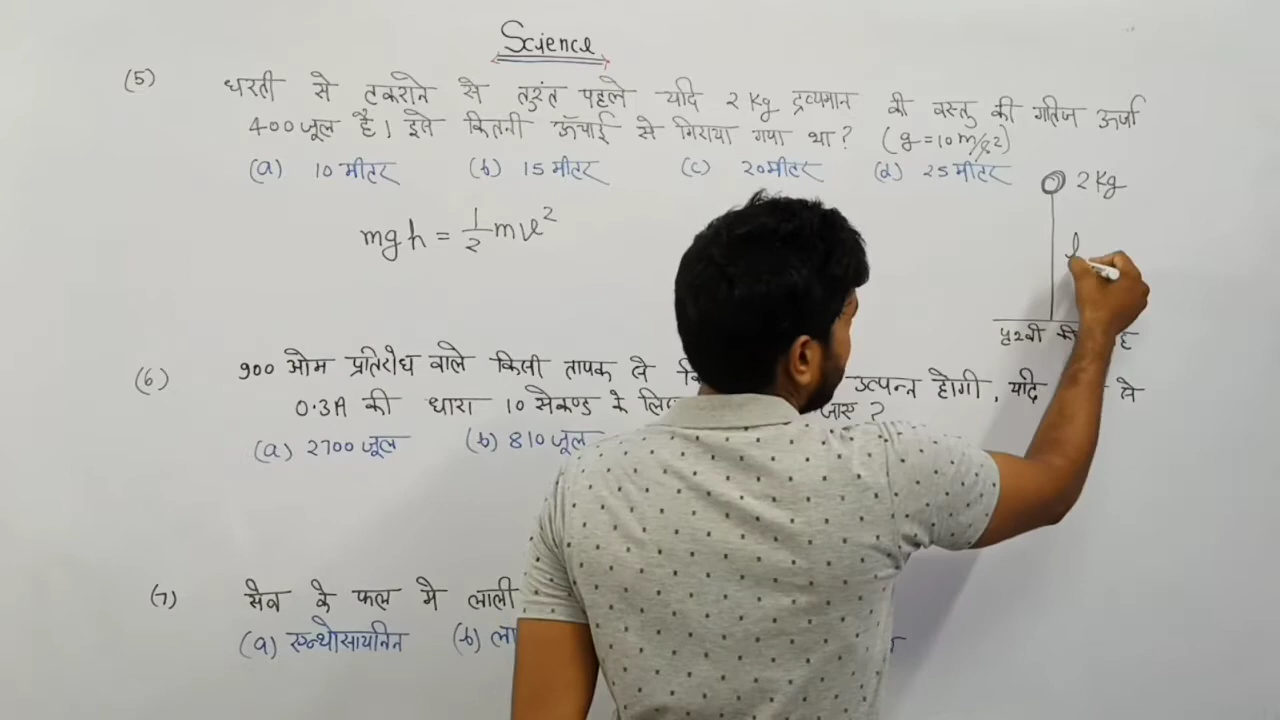 Science
(5) धरती से टकराने से तुरंत पहले यदि 2 Kg द्रव्यमान की वस्तु की गतिज ऊर्जा
400 जूल है। इसे कितनी ऊँचाई से गिराया गया था? (g=10 m/s2)
(a) 10 मीटर (b) 15 मीटर (c) 20 मीटर (d) 25 मीटर
2 Kg
mgh = 1/2 mv²
पृथ्वी की
(6) 900 ओम प्रतिरोध वाले किसी तापक से उत्पन्न होगी, यदि से
0.3A की धारा 10 सेकण्ड के जाए?
(a) 2700 जूल (b) 810 जूल
(7) सेव के फल मे लाली
(a) एन्थोसायनिन (b)